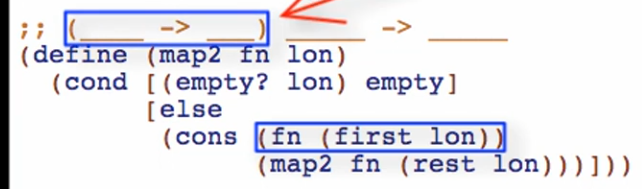 ;; (____ -> ___) _____ -> _____
(define (map2 fn lon)
(cond [(empty? lon) empty]
[else
(cons (fn (first lon))
(map2 fn (rest lon)))]))